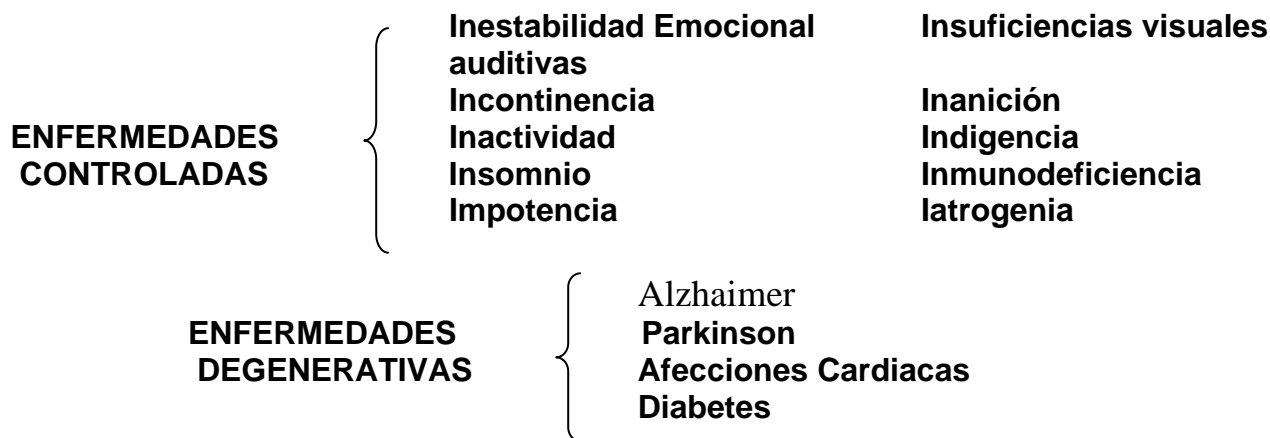 Inestabilidad Emocional Insuficiencias visuales
auditivas
Incontinencia Inanición
ENFERMEDADES Inactividad Indigencia
CONTROLADAS Insomnio Inmunodeficiencia
Impotencia Iatrogenia
Alzhaimer
ENFERMEDADES Parkinson
DEGENERATIVAS Afecciones Cardiacas
Diabetes